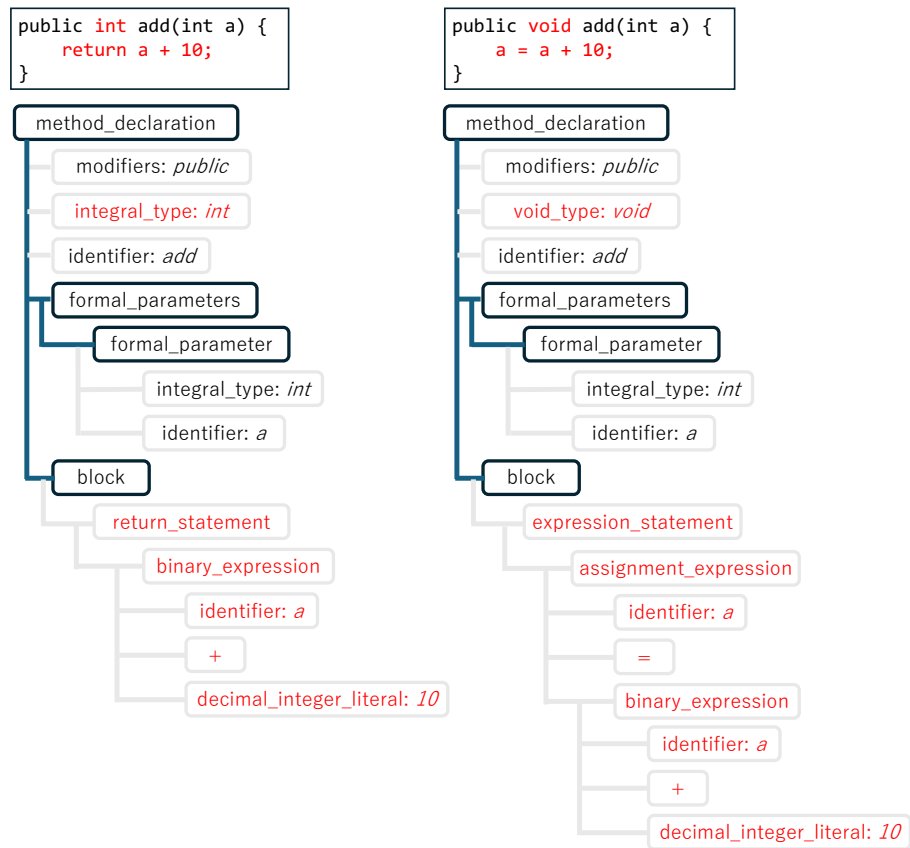 public int add(int a) {
    return a + 10;
}
method_declaration
modifiers: public
integral_type: int
identifier: add
formal_parameters
formal_parameter
integral_type: int
identifier: a
block
return_statement
binary_expression
identifier: a
+
decimal_integer_literal: 10
public void add(int a) {
    a = a + 10;
}
method_declaration
modifiers: public
void_type: void
identifier: add
formal_parameters
formal_parameter
integral_type: int
identifier: a
block
expression_statement
assignment_expression
identifier: a
=
binary_expression
identifier: a
+
decimal_integer_literal: 10